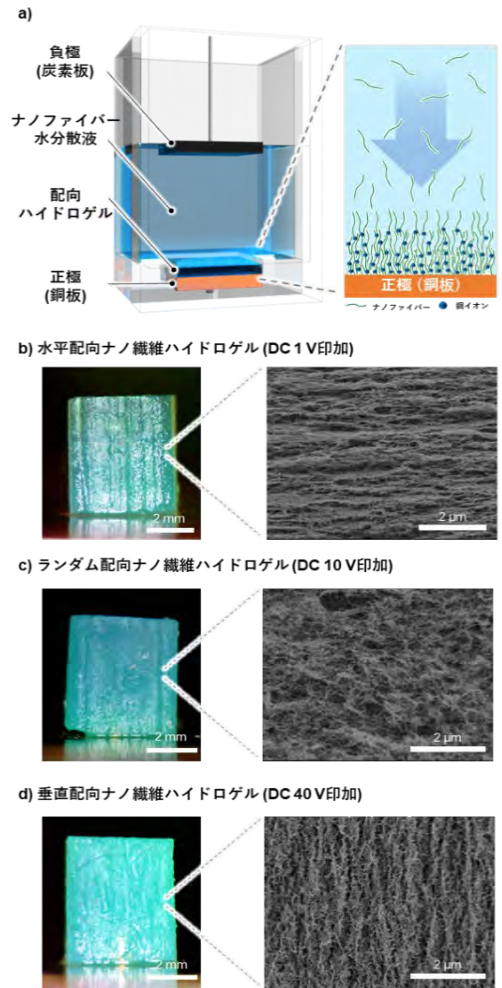 a)
負極
(炭素板)
ナノファイバー
水分散液
配向
ハイドロゲル
正極
(銅板)
正極 (銅板)
ナノファイバー 銅イオン
b) 水平配向ナノ繊維ハイドロゲル (DC 1 V印加)
2 mm
2 μm
c) ランダム配向ナノ繊維ハイドロゲル (DC 10 V印加)
2 mm
2 μm
d) 垂直配向ナノ繊維ハイドロゲル (DC 40 V印加)
2 mm
2 μm